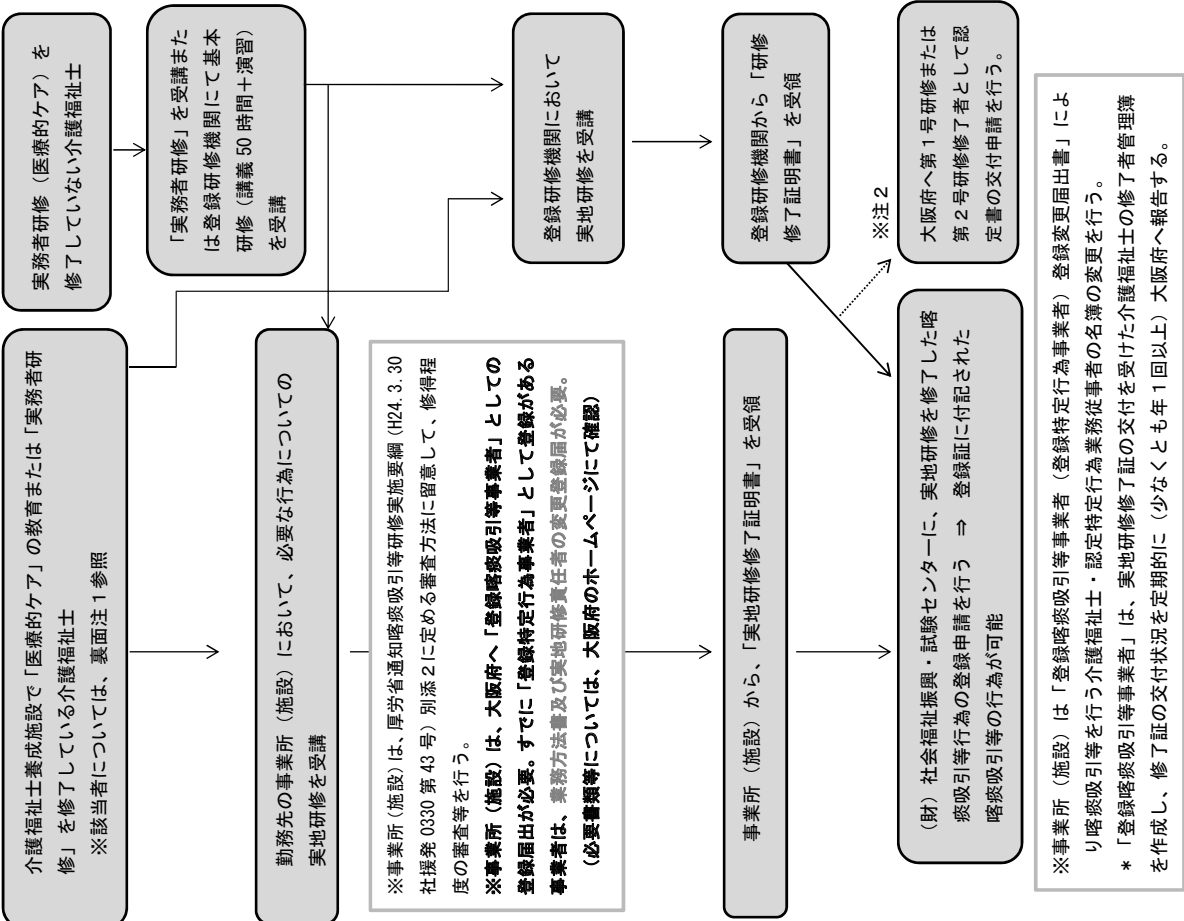 介護福祉士養成施設で「医療的ケア」の教育または「実務者研
修」を修了している介護福祉士
※該当者については、裏面注1参照
実務者研修（医療的ケア）を
修了していない介護福祉士
「実務者研修」を受講また
は登録研修機関にて基本
研修（講義50時間＋演習）
を受講
勤務先の事業所（施設）において、必要な行為についての
実地研修を受講
※事業所（施設）は、厚労省通知喀痰吸引等研修実施要綱（H24.3.30
社援発0330第43号）別添2に定める審査方法に留意して、修得程
度の審査等を行う。
※事業所（施設）は、大阪府へ「登録喀痰吸引等事業者」としての
登録届出が必要。すでに「登録特定行為事業者」として登録がある
事業者は、業務方法書及び実地研修責任者の変更登録届が必要。
（必要書類等については、大阪府のホームページにて確認）
登録研修機関において
実地研修を受講
事業所（施設）から、「実地研修修了証明書」を受領
登録研修機関から「研修
修了証明書」を受領
※注2
（財）社会福祉振興・試験センターに、実地研修を修了した喀
痰吸引等行為の登録申請を行う ⇒ 登録証に付記された
喀痰吸引等の行為が可能
大阪府へ第1号研修または
第2号研修修了者として認
定書の交付申請を行う。
※事業所（施設）は「登録喀痰吸引等事業者（登録特定行為事業者）登録変更届出書」によ
り喀痰吸引等を行う介護福祉士・認定特定行為業務従事者の名簿の変更を行う。
＊「登録喀痰吸引等事業者」は、実地研修修了証の交付を受けた介護福祉士の修了者管理簿
を作成し、修了証の交付状況を定期的に（少なくとも年1回以上）大阪府へ報告する。